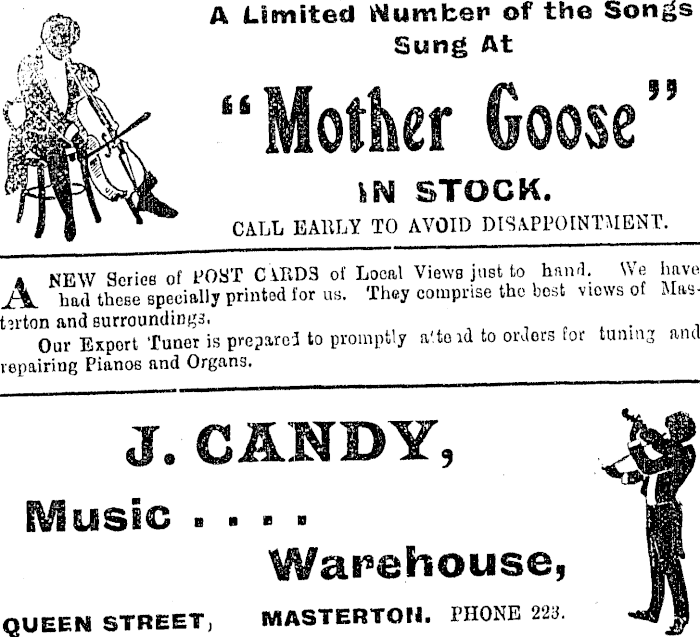 A Limited Number of the Songs
Sung At
“Mother Goose”
IN STOCK.
CALL EARLY TO AVOID DISAPPOINTMENT.
A NEW Series of POST CARDS of Local Views just to hand. We have
had these specially printed for us. They comprise the best views of Mas-
terton and surroundings.
Our Expert Tuner is prepared to promptly attend to orders for tuning and
repairing Pianos and Organs.
J. CANDY,
Music . . . .
Warehouse,
QUEEN STREET, MASTERTON. PHONE 223.